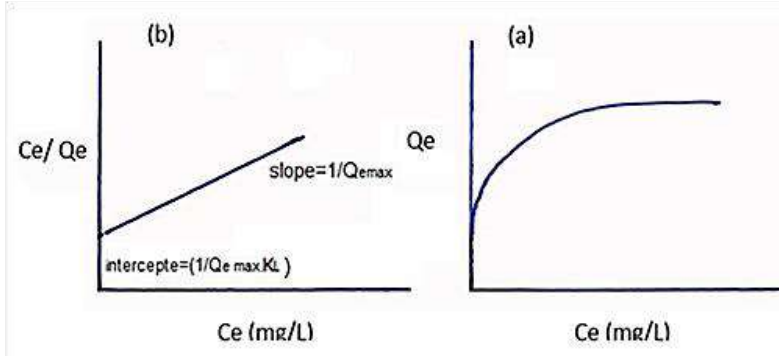 (b)
Ce/ Qe
slope=1/Qemax
intercepte=(1/Qe max.KL)
Ce (mg/L)
(a)
Qe
Ce (mg/L)